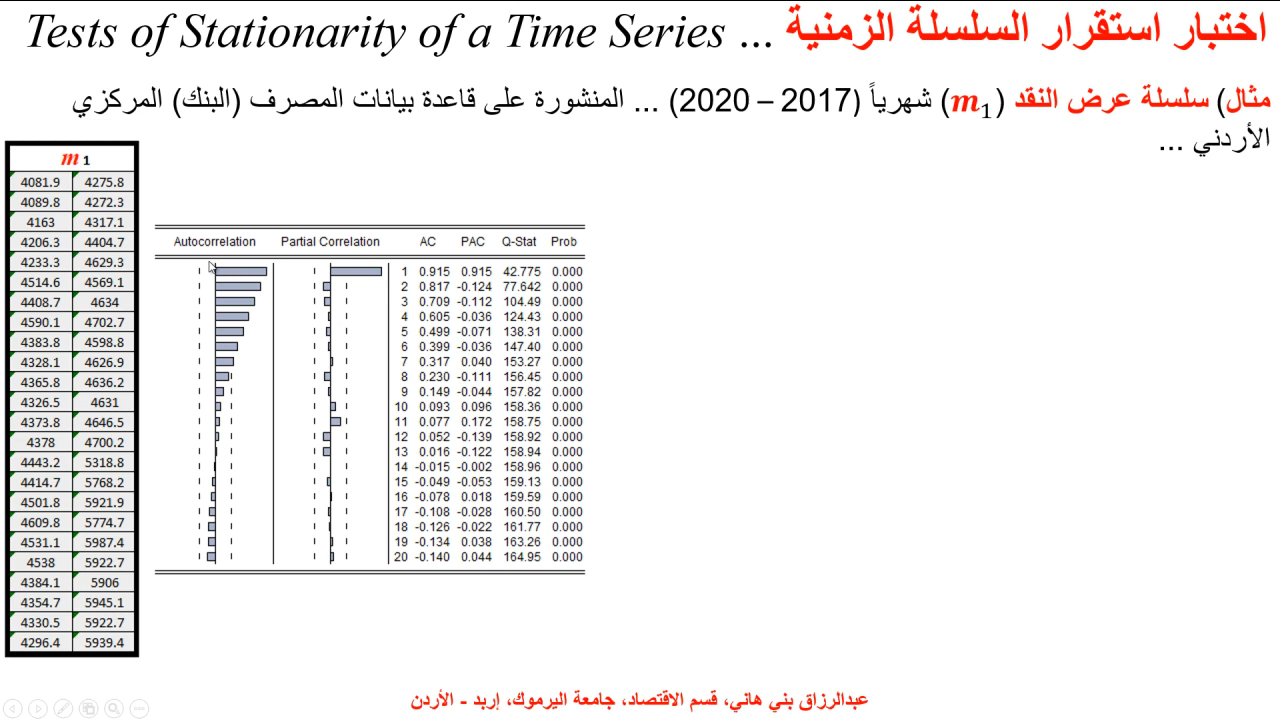 Tests of Stationarity of a Time Series ... اختبار استقرار السلسلة الزمنية
مثال) سلسلة عرض النقد (m1) شهرياً (2017 – 2020) ... المنشورة على قاعدة بيانات المصرف (البنك) المركزي
الأردني ...
m 1
4081.9 4275.8
4089.8 4272.3
4163 4317.1
4206.3 4404.7
4233.3 4629.3
4514.6 4569.1
4408.7 4634
4590.1 4702.7
4383.8 4598.8
4328.1 4626.9
4365.8 4636.2
4326.5 4631
4373.8 4646.5
4378 4700.2
4443.2 5318.8
4414.7 5768.2
4501.8 5921.9
4609.8 5774.7
4531.1 5987.4
4538 5922.7
4384.1 5906
4354.7 5945.1
4330.5 5922.7
4296.4 5939.4
Autocorrelation Partial Correlation AC PAC Q-Stat Prob
1 0.915 0.915 42.775 0.000
2 0.817 -0.124 77.642 0.000
3 0.709 -0.112 104.49 0.000
4 0.605 -0.036 124.43 0.000
5 0.499 -0.071 138.31 0.000
6 0.399 -0.036 147.40 0.000
7 0.317 0.040 153.27 0.000
8 0.230 -0.111 156.45 0.000
9 0.149 -0.044 157.82 0.000
10 0.093 0.096 158.36 0.000
11 0.077 0.172 158.75 0.000
12 0.052 -0.139 158.92 0.000
13 0.016 -0.122 158.94 0.000
14 -0.015 -0.002 158.96 0.000
15 -0.049 -0.053 159.13 0.000
16 -0.078 0.018 159.59 0.000
17 -0.108 -0.028 160.50 0.000
18 -0.126 -0.022 161.77 0.000
19 -0.134 0.038 163.26 0.000
20 -0.140 0.044 164.95 0.000
عبدالرزاق بني هاني، قسم الاقتصاد، جامعة اليرموك، إربد - الأردن